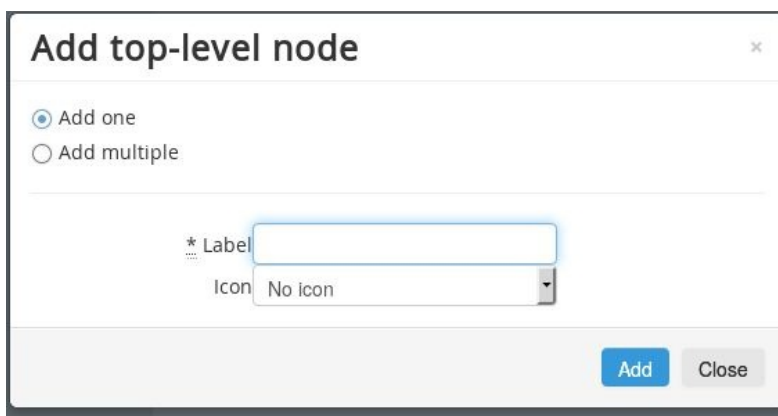 Add top-level node ×
Add one
Add multiple
* Label
Icon No icon
Add Close